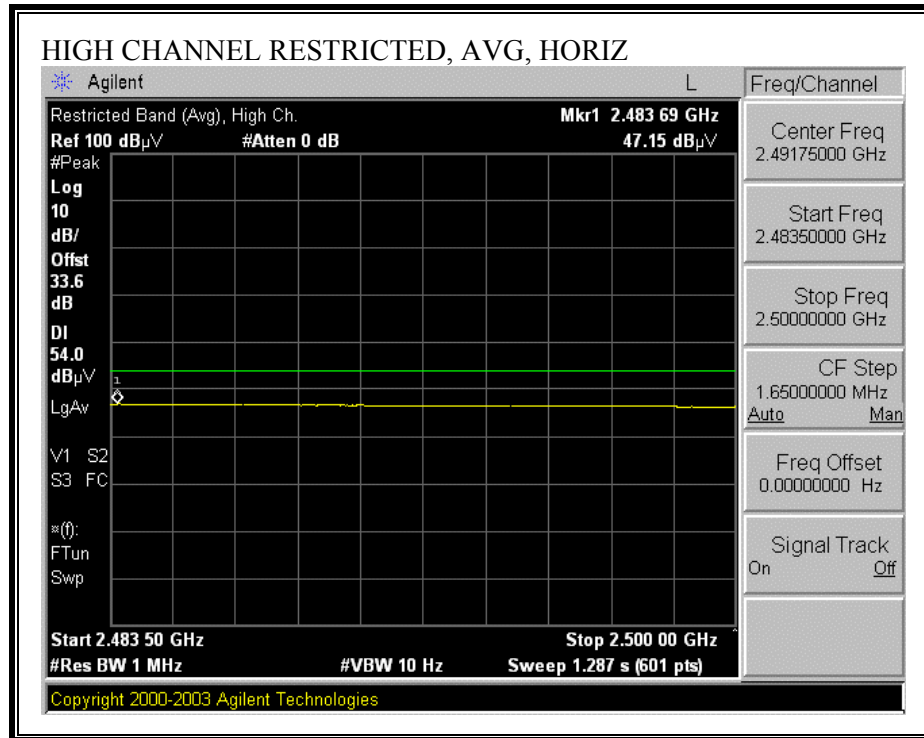 HIGH CHANNEL RESTRICTED, AVG, HORIZ
Agilent L Freq/Channel
Restricted Band (Avg), High Ch. Mkr1 2.483 69 GHz
Ref 100 dBµV #Atten 0 dB 47.15 dBµV
#Peak
Log
10
dB/
Offst
33.6
dB
DI
54.0
dBµV
LgAv
V1 S2
S3 FC
¤(f):
FTun
Swp
1
Start 2.483 50 GHz Stop 2.500 00 GHz
#Res BW 1 MHz #VBW 10 Hz Sweep 1.287 s (601 pts)
Center Freq
2.49175000 GHz
Start Freq
2.48350000 GHz
Stop Freq
2.50000000 GHz
CF Step
1.65000000 MHz
Auto Man
Freq Offset
0.00000000 Hz
Signal Track
On Off
Copyright 2000-2003 Agilent Technologies